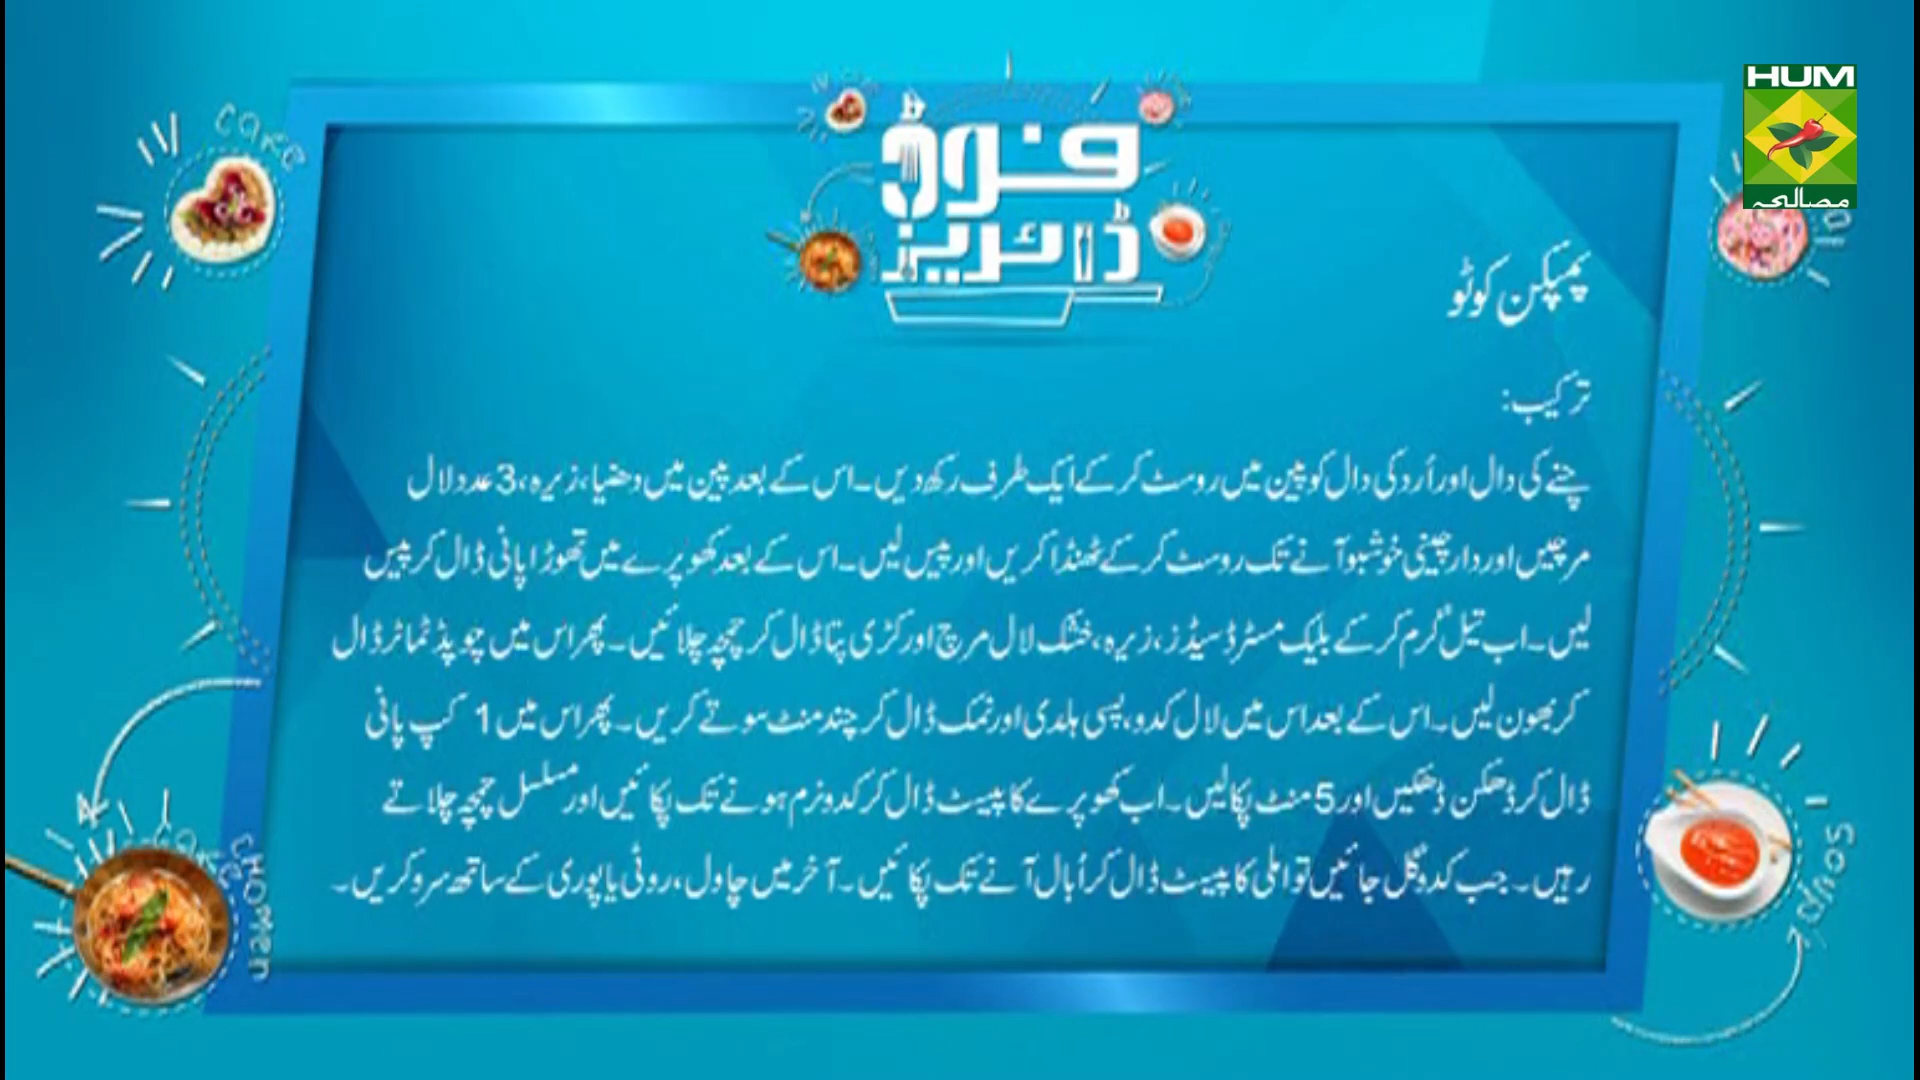 HUM
مصالحہ
فوڈ
ڈائریز
cake
پمپکن کوٹو
ترکیب:
چنے کی دال اور اُرد کی دال کو پین میں روسٹ کر کے ایک طرف رکھ دیں۔ اس کے بعد پین میں دھنیا، زیرہ، 3 عدد لال
مرچیں اور دار چینی خوشبو آنے تک روسٹ کر کے ٹھنڈا کریں اور پیس لیں۔ اس کے بعد کھوپرے میں تھوڑا پانی ڈال کر پیس
لیں۔ اب تیل گرم کر کے بلیک مسٹرڈ سیڈز، زیرہ، خشک لال مرچ اور کڑی پتا ڈال کر چمچہ چلائیں۔ پھر اس میں چوپڈ ٹماٹر ڈال
کر بھون لیں۔ اس کے بعد اس میں لال کدو، پسی ہلدی اور نمک ڈال کر چند منٹ سوتے کریں۔ پھر اس میں 1 کپ پانی
ڈال کر ڈھکن ڈھکیں اور 5 منٹ پکا لیں۔ اب کھوپرے کا پیسٹ ڈال کر کدو نرم ہونے تک پکائیں اور مسلسل چمچہ چلاتے
رہیں۔ جب کدو گل جائیں تو املی کا پیسٹ ڈال کر اُبال آنے تک پکائیں۔ آخر میں چاول، روٹی یا پوری کے ساتھ سرو کریں۔
CHOMEN
Soup